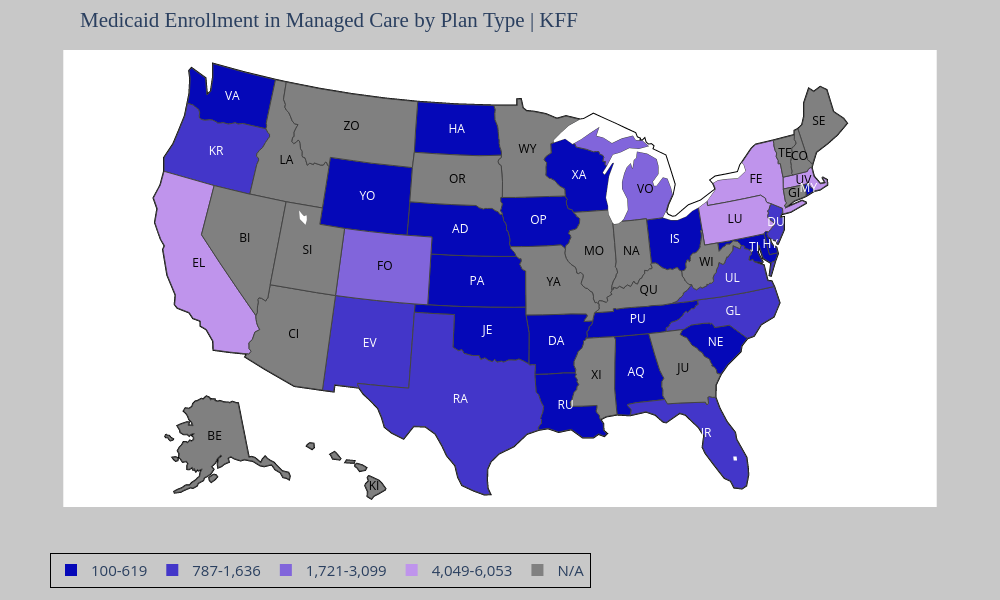 Medicaid Enrollment in Managed Care by Plan Type | KFF
VA
KR
LA
ZO
HA
OR
WY
XA
VO
SE
TE
CO
FE
UV
MY
GI
LU
DU
YO
AD
OP
IS
TI
HY
EL
BI
SI
FO
PA
YA
MO
NA
WI
UL
QU
GL
CI
EV
JE
DA
PU
NE
RA
RU
XI
AQ
JU
JR
BE
KI
100-619
787-1,636
1,721-3,099
4,049-6,053
N/A